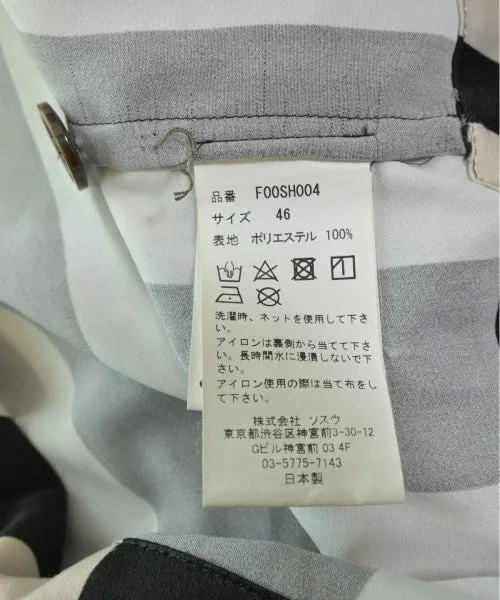 品番 F00SH004
サイズ 46
表地 ポリエステル 100%
洗濯時、ネットを使用して下さ
い。
アイロンは裏側から当てて下さ
い。長時間水に浸漬しないで下
さい。
アイロン使用の際は当て布をし
て下さい。
株式会社 ソスウ
東京都渋谷区神宮前3-30-12
Gビル神宮前03 4F
03-5775-7143
日本製